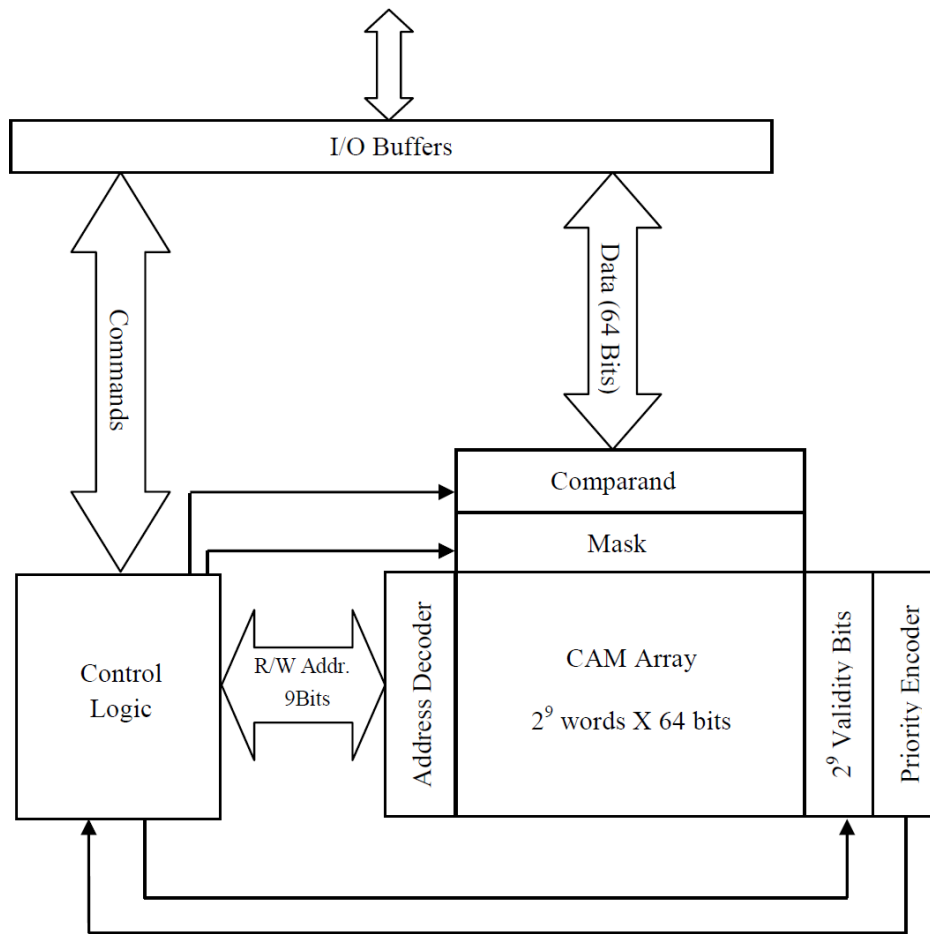 I/O Buffers
Commands
Data (64 Bits)
Comparand
Mask
Control
Logic
R/W Addr.
9Bits
Address Decoder
CAM Array
2⁹ words X 64 bits
2⁹ Validity Bits
Priority Encoder